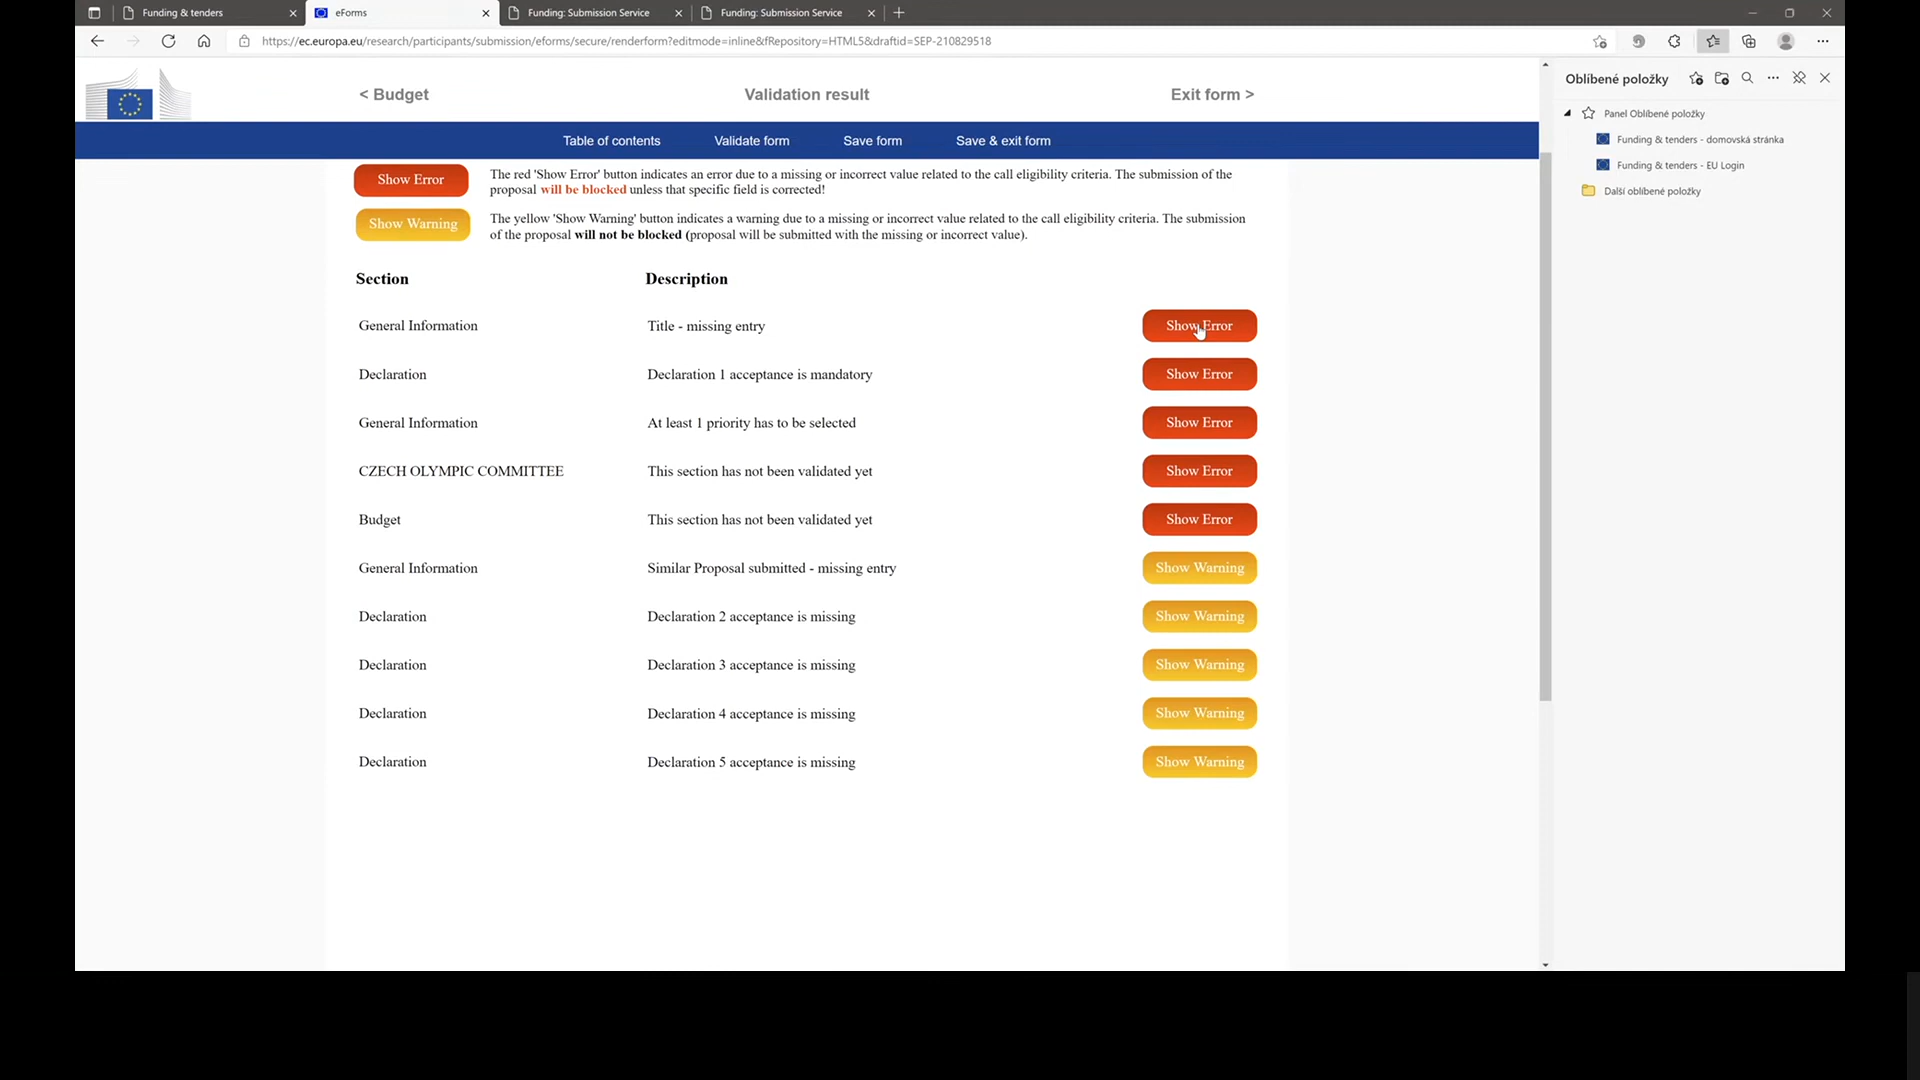 Funding & tenders
eForms
Funding: Submission Service
Funding: Submission Service
https://ec.europa.eu/research/participants/submission/eforms/secure/renderform?editmode=inline&fRepository=HTML5&draftid=SEP-210829518
< Budget
Validation result
Exit form >
Table of contents
Validate form
Save form
Save & exit form
Show Error
The red 'Show Error' button indicates an error due to a missing or incorrect value related to the call eligibility criteria. The submission of the
proposal will be blocked unless that specific field is corrected!
Show Warning
The yellow 'Show Warning' button indicates a warning due to a missing or incorrect value related to the call eligibility criteria. The submission
of the proposal will not be blocked (proposal will be submitted with the missing or incorrect value).
Section Description
General Information Title - missing entry Show Error
Declaration Declaration 1 acceptance is mandatory Show Error
General Information At least 1 priority has to be selected Show Error
CZECH OLYMPIC COMMITTEE This section has not been validated yet Show Error
Budget This section has not been validated yet Show Error
General Information Similar Proposal submitted - missing entry Show Warning
Declaration Declaration 2 acceptance is missing Show Warning
Declaration Declaration 3 acceptance is missing Show Warning
Declaration Declaration 4 acceptance is missing Show Warning
Declaration Declaration 5 acceptance is missing Show Warning
Oblíbené položky
Panel Oblíbené položky
Funding & tenders - domovská stránka
Funding & tenders - EU Login
Další oblíbené položky